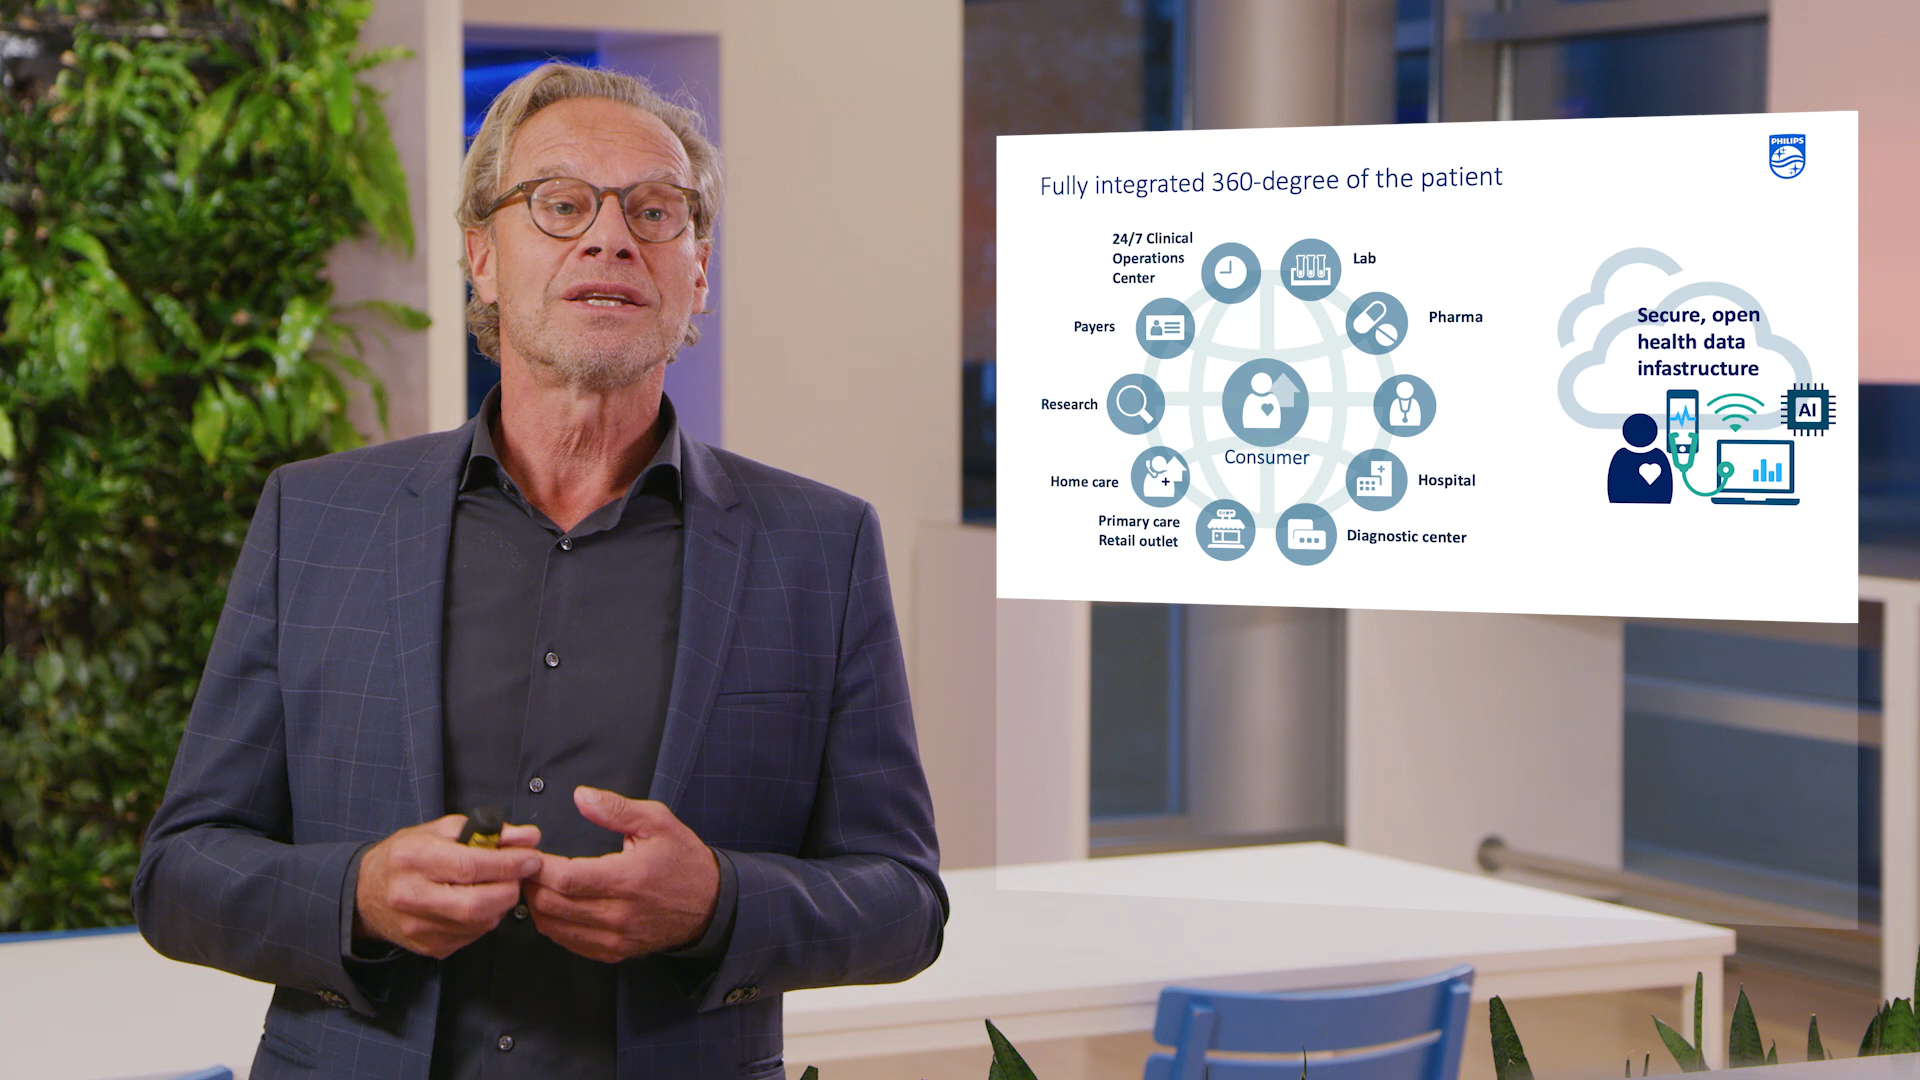 PHILIPS
Fully integrated 360-degree of the patient
24/7 Clinical
Operations
Center
Lab
Payers
Pharma
Research
Consumer
Home care
Hospital
Primary care
Retail outlet
Diagnostic center
SHOP
Secure, open
health data
infastructure
AI